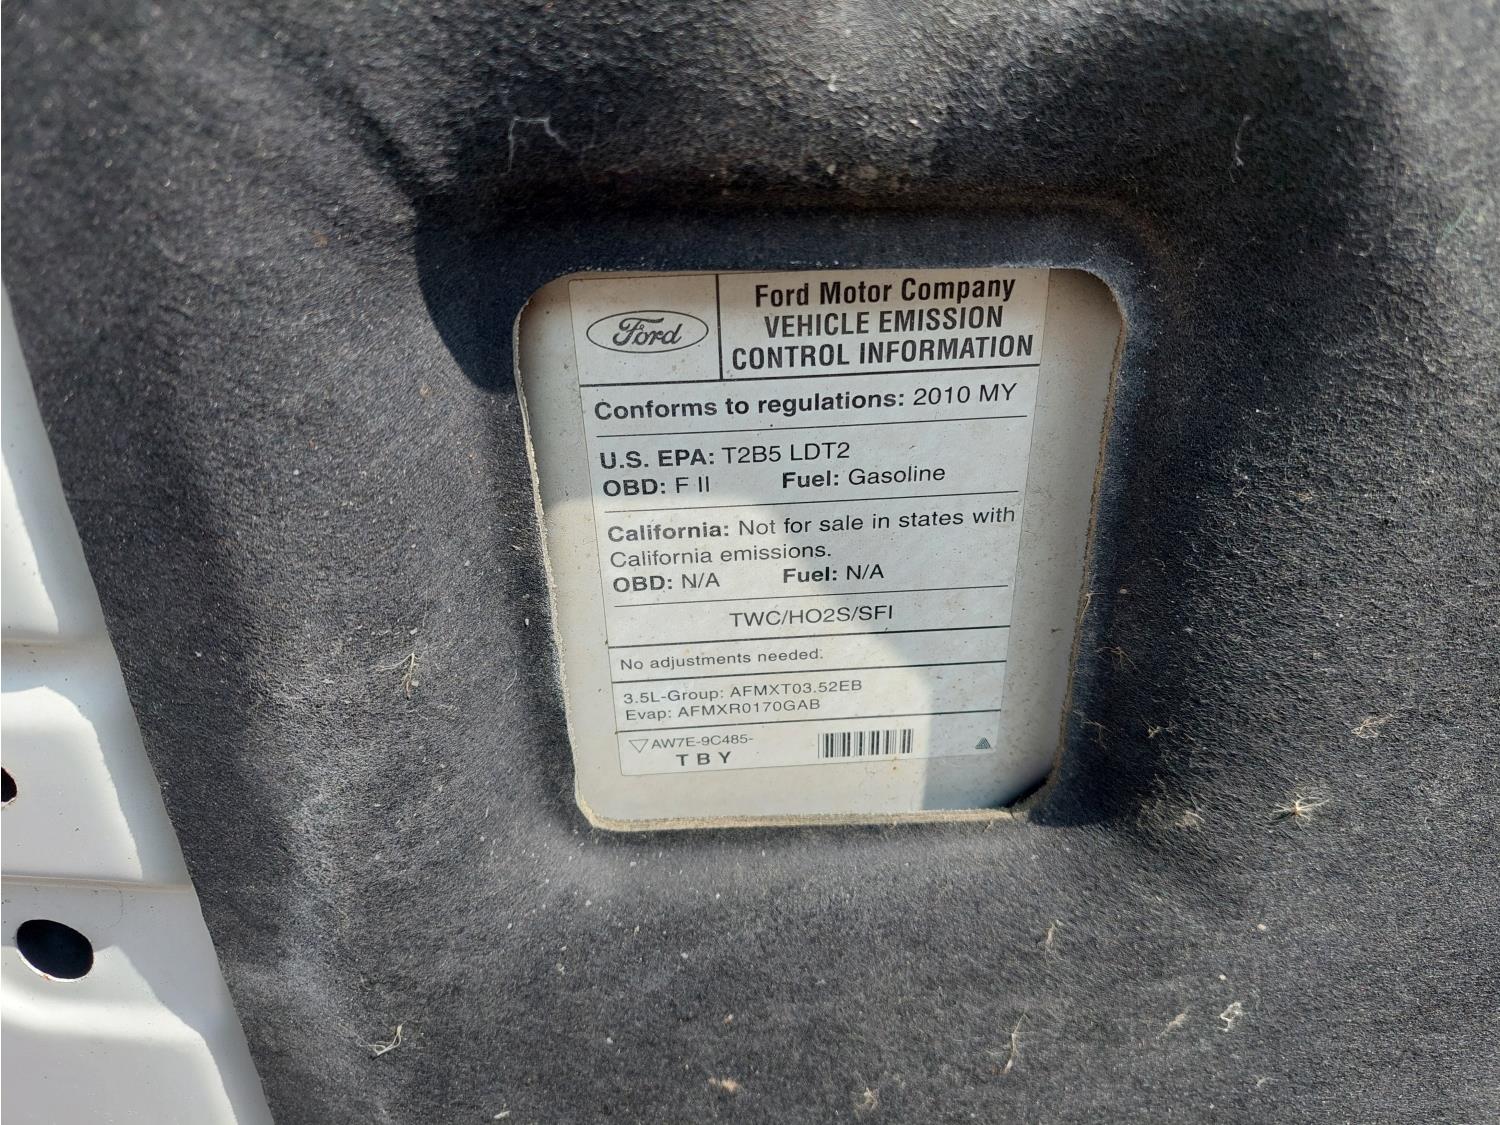 Ford
Ford Motor Company
VEHICLE EMISSION
CONTROL INFORMATION
Conforms to regulations: 2010 MY
U.S. EPA: T2B5 LDT2
OBD: F II Fuel: Gasoline
California: Not for sale in states with
California emissions.
OBD: N/A Fuel: N/A
TWC/HO2S/SFI
No adjustments needed.
3.5L-Group: AFMXT03.52EB
Evap: AFMXR0170GAB
AW7E-9C485-
T B Y